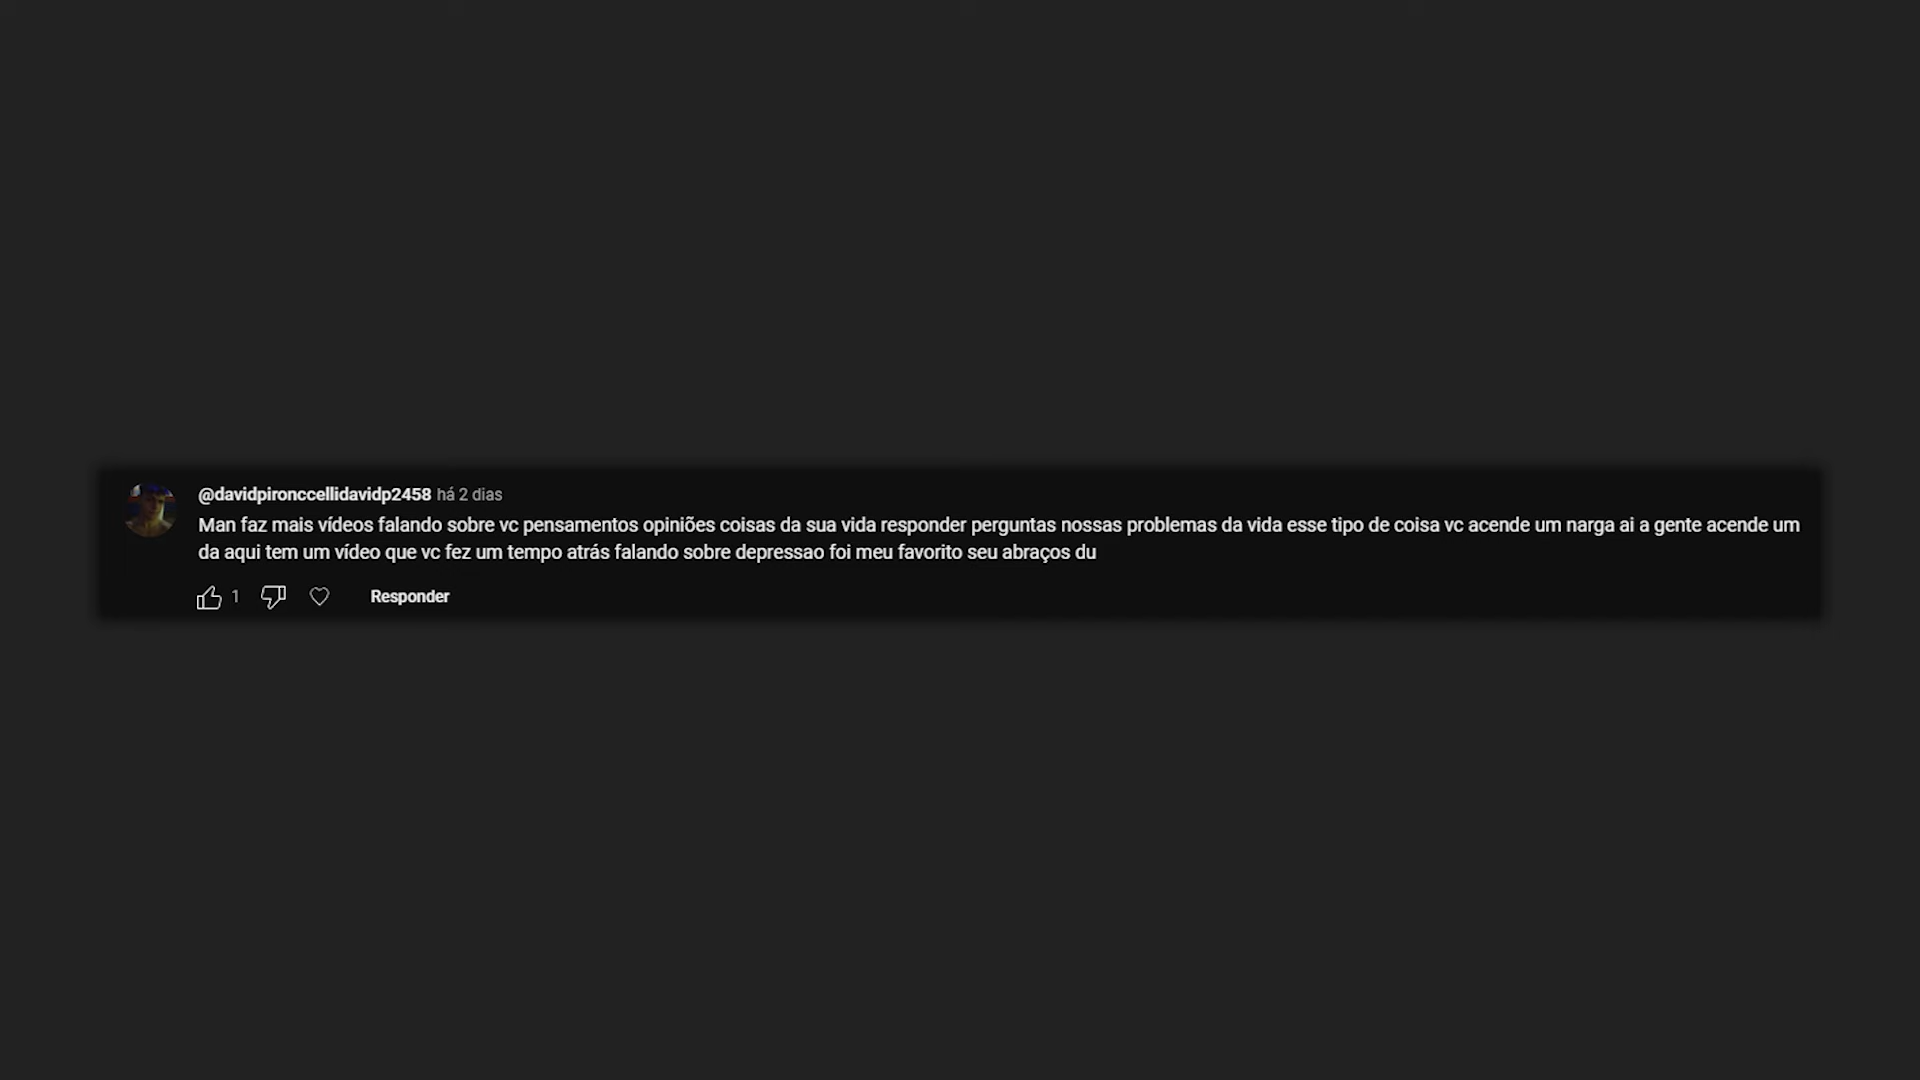 @davidpironccellidavidp2458 há 2 dias
Man faz mais vídeos falando sobre vc pensamentos opiniões coisas da sua vida responder perguntas nossas problemas da vida esse tipo de coisa vc acende um narga ai a gente acende um
da aqui tem um vídeo que vc fez um tempo atrás falando sobre depressao foi meu favorito seu abraços du
1 Responder